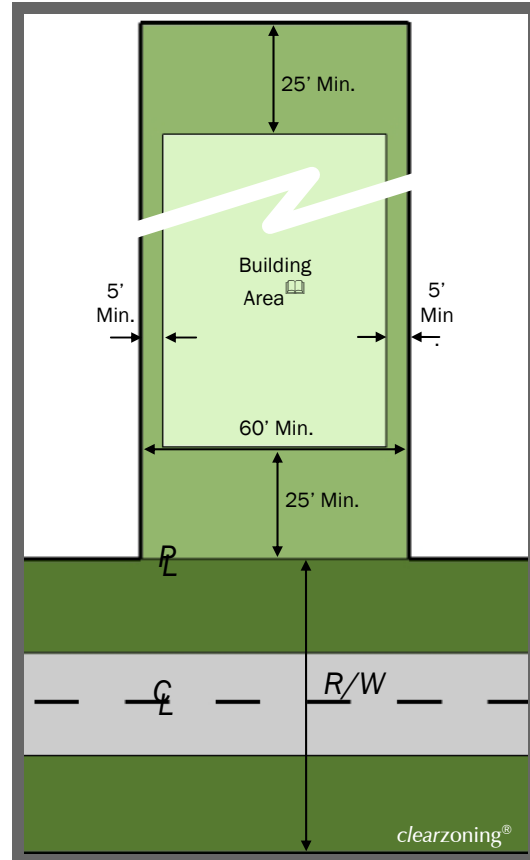 25’ Min.
Building
Area
5’
Min.
5’
Min
.
60’ Min.
25’ Min.
PL
CL
R/W
clearzoning®